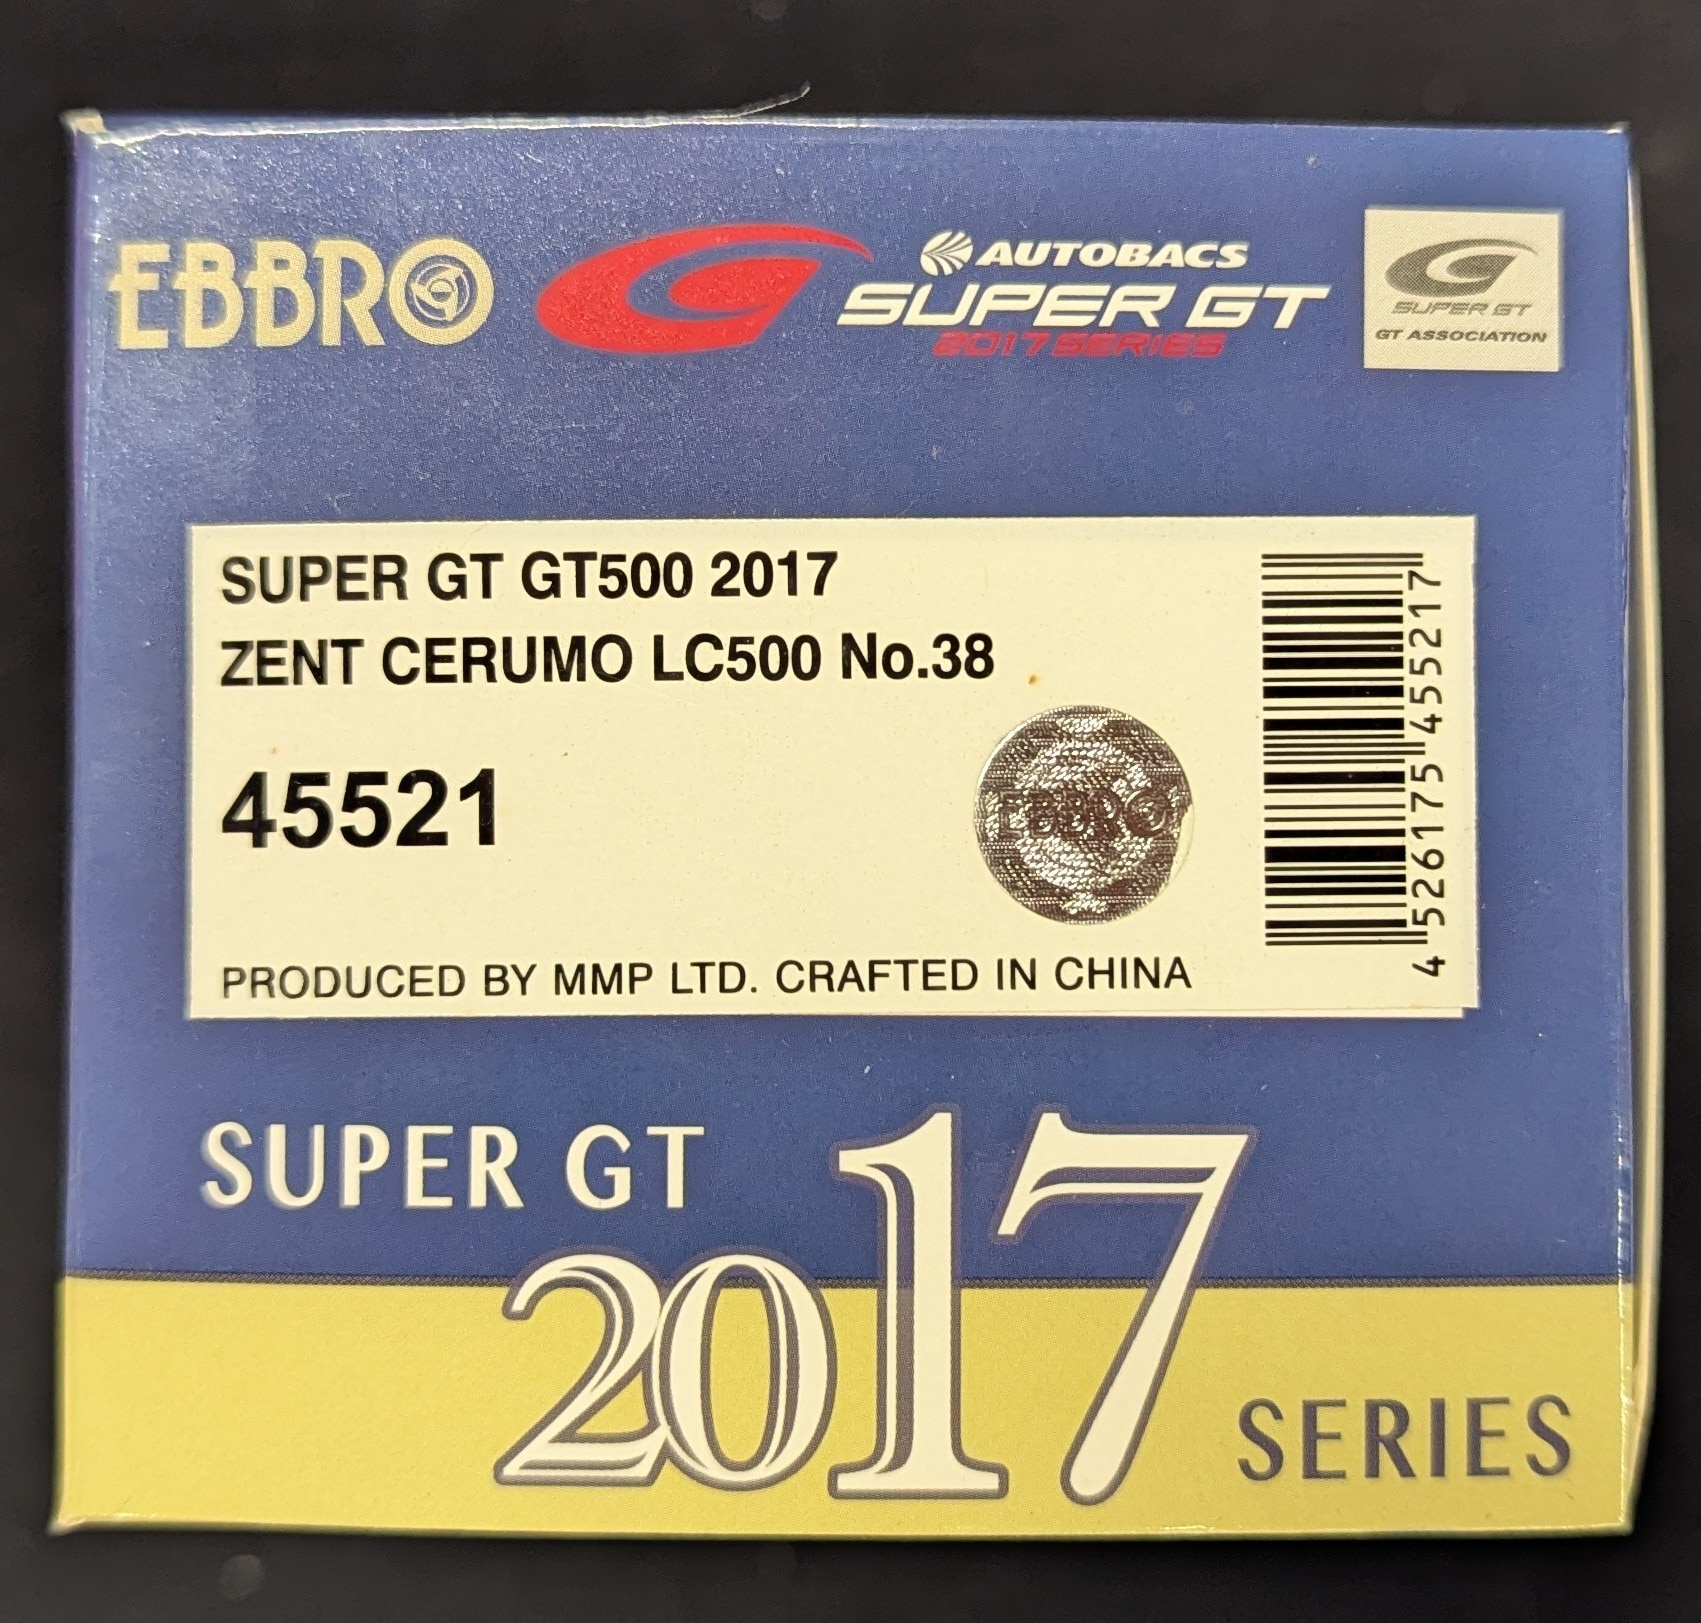 EBBRO
AUTOBACS
SUPER GT
2017 SERIES
SUPER GT
GT ASSOCIATION
SUPER GT GT500 2017
ZENT CERUMO LC500 No.38
45521
EBBRO
PRODUCED BY MMP LTD. CRAFTED IN CHINA
4 526175 455217
SUPER GT
2017
SERIES